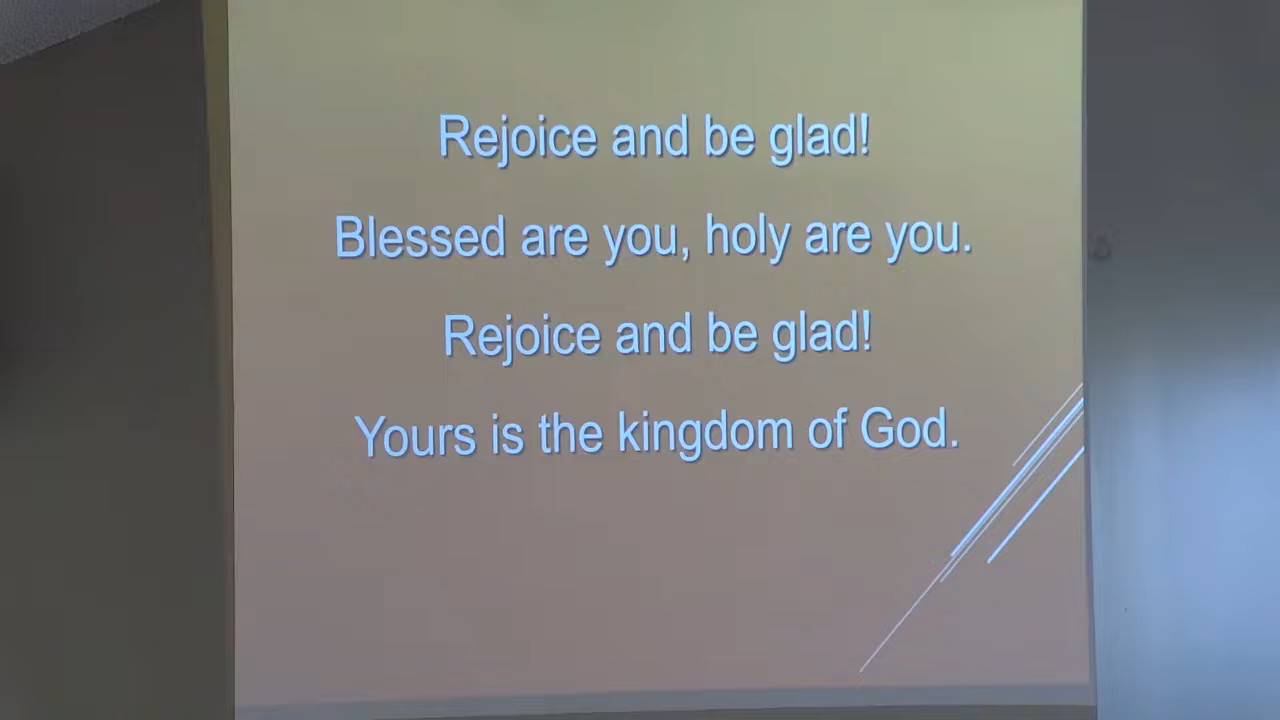 Rejoice and be glad!
Blessed are you, holy are you.
Rejoice and be glad!
Yours is the kingdom of God.